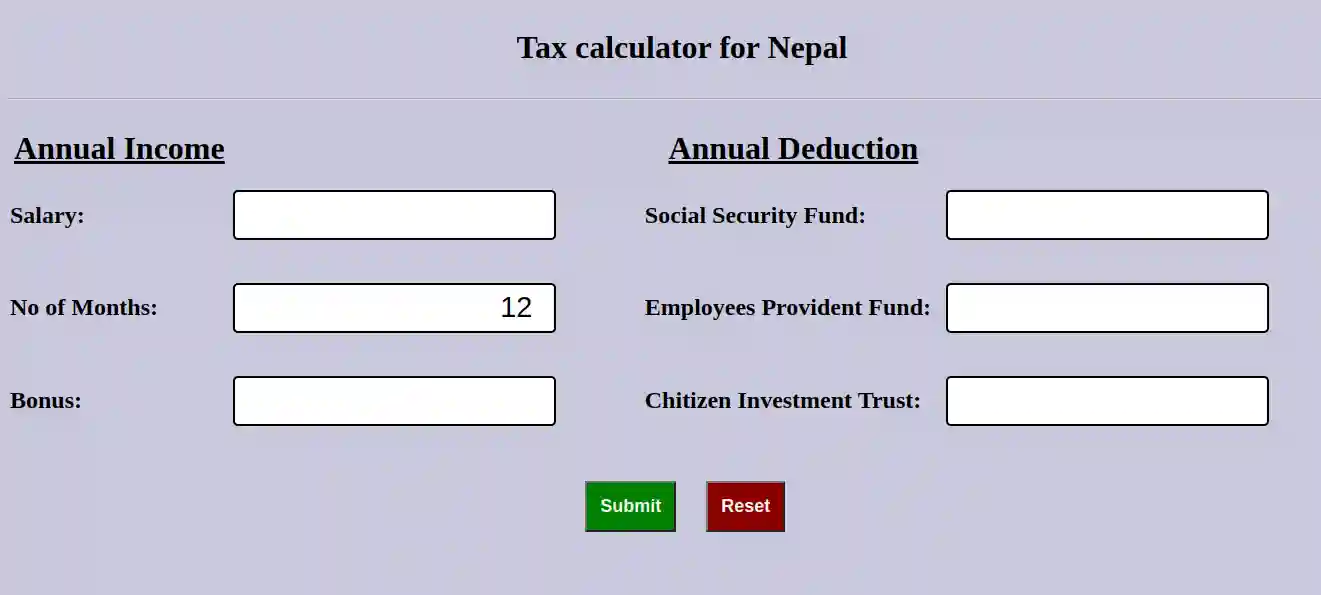 Tax calculator for Nepal
Annual Income
Annual Deduction
Salary:
Social Security Fund:
No of Months:
12
Employees Provident Fund:
Bonus:
Chitizen Investment Trust:
Submit
Reset